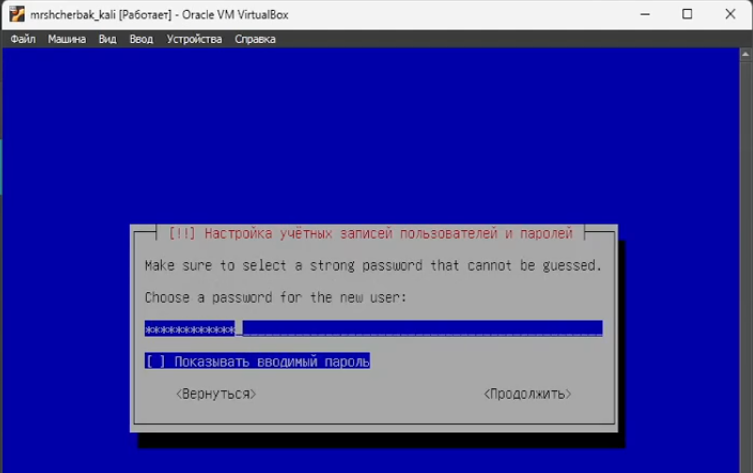 mrshcherbak_kali [Работает] - Oracle VM VirtualBox
Файл Машина Вид Ввод Устройства Справка
[!!] Настройка учётных записей пользователей и паролей
Make sure to select a strong password that cannot be guessed.
Choose a password for the new user:
************_
[ ] Показывать вводимый пароль
<Вернуться> <Продолжить>